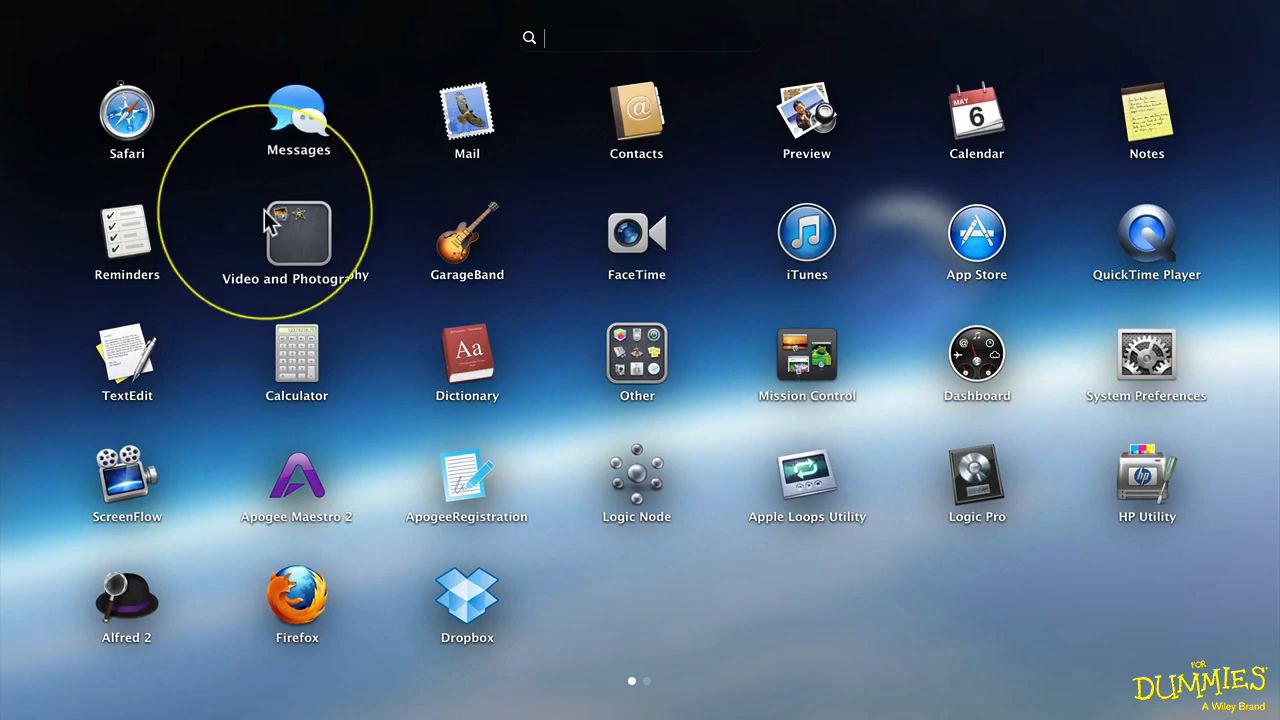 Safari
Messages
Mail
Contacts
Preview
MAY
6
Calendar
Notes
Reminders
Video and Photography
GarageBand
FaceTime
iTunes
App Store
QuickTime Player
TextEdit
Calculator
Aa
Dictionary
Other
Mission Control
Dashboard
System Preferences
ScreenFlow
Apogee Maestro 2
ApogeeRegistration
Logic Node
Apple Loops Utility
Logic Pro
hp
HP Utility
Alfred 2
Firefox
Dropbox
FOR
DUMMIES
A Wiley Brand